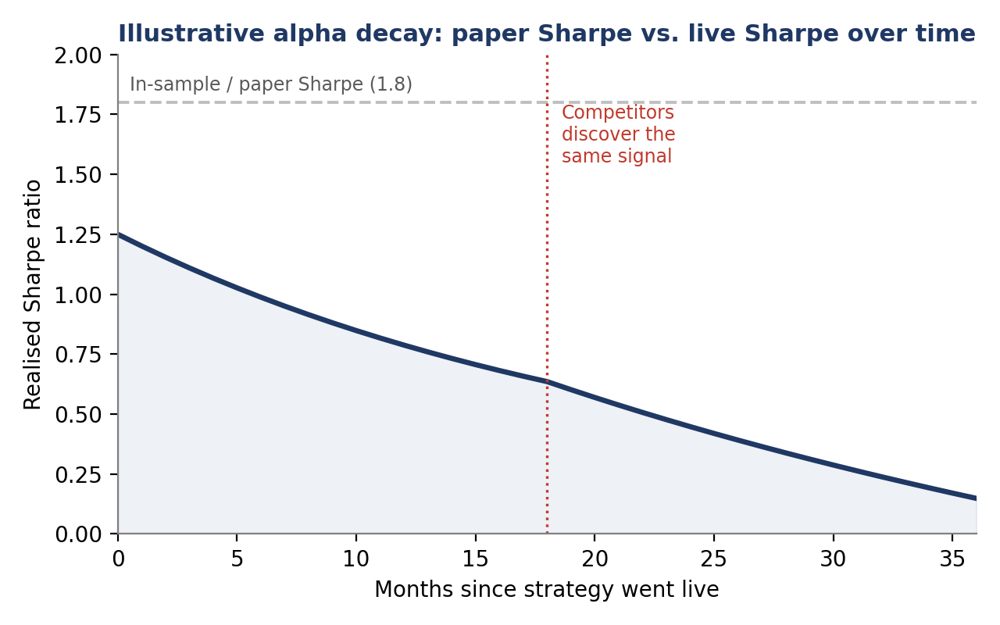 Illustrative alpha decay: paper Sharpe vs. live Sharpe over time
2.00
In-sample / paper Sharpe (1.8)
1.75
Competitors
discover the
same signal
1.50
1.25
1.00
0.75
0.50
0.25
0.00
Realised Sharpe ratio
0 5 10 15 20 25 30 35
Months since strategy went live